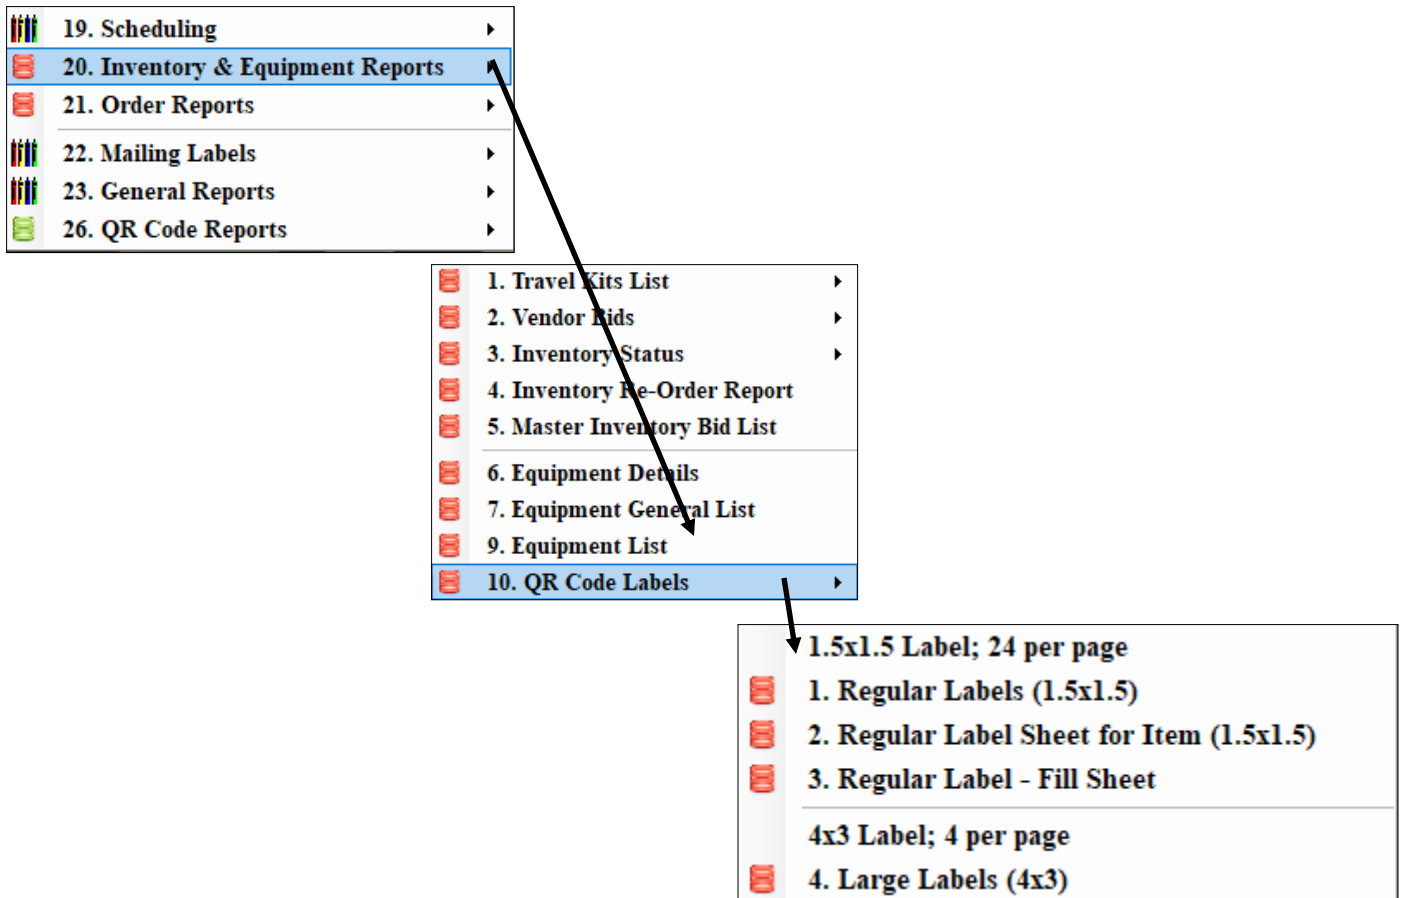 19. Scheduling
20. Inventory & Equipment Reports
21. Order Reports
22. Mailing Labels
23. General Reports
26. QR Code Reports
1. Travel Kits List
2. Vendor Bids
3. Inventory Status
4. Inventory Re-Order Report
5. Master Inventory Bid List
6. Equipment Details
7. Equipment General List
9. Equipment List
10. QR Code Labels
1.5x1.5 Label; 24 per page
1. Regular Labels (1.5x1.5)
2. Regular Label Sheet for Item (1.5x1.5)
3. Regular Label - Fill Sheet
4x3 Label; 4 per page
4. Large Labels (4x3)